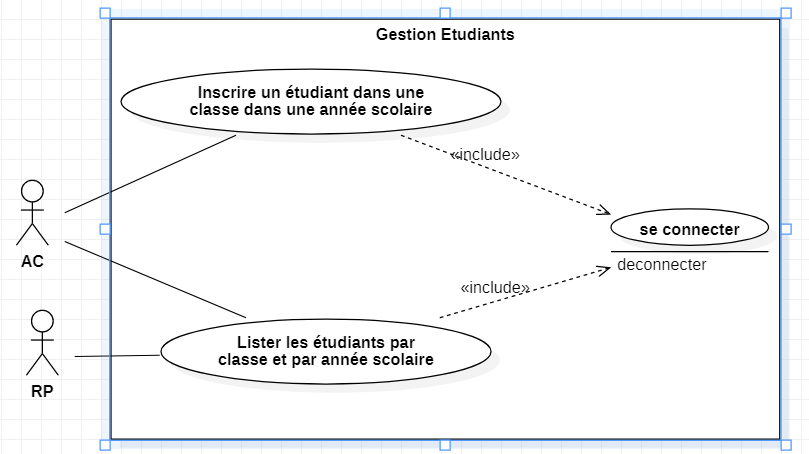 Gestion Etudiants
Inscrire un étudiant dans une
classe dans une année scolaire
«include»
AC
se connecter
deconnecter
«include»
Lister les étudiants par
classe et par année scolaire
RP